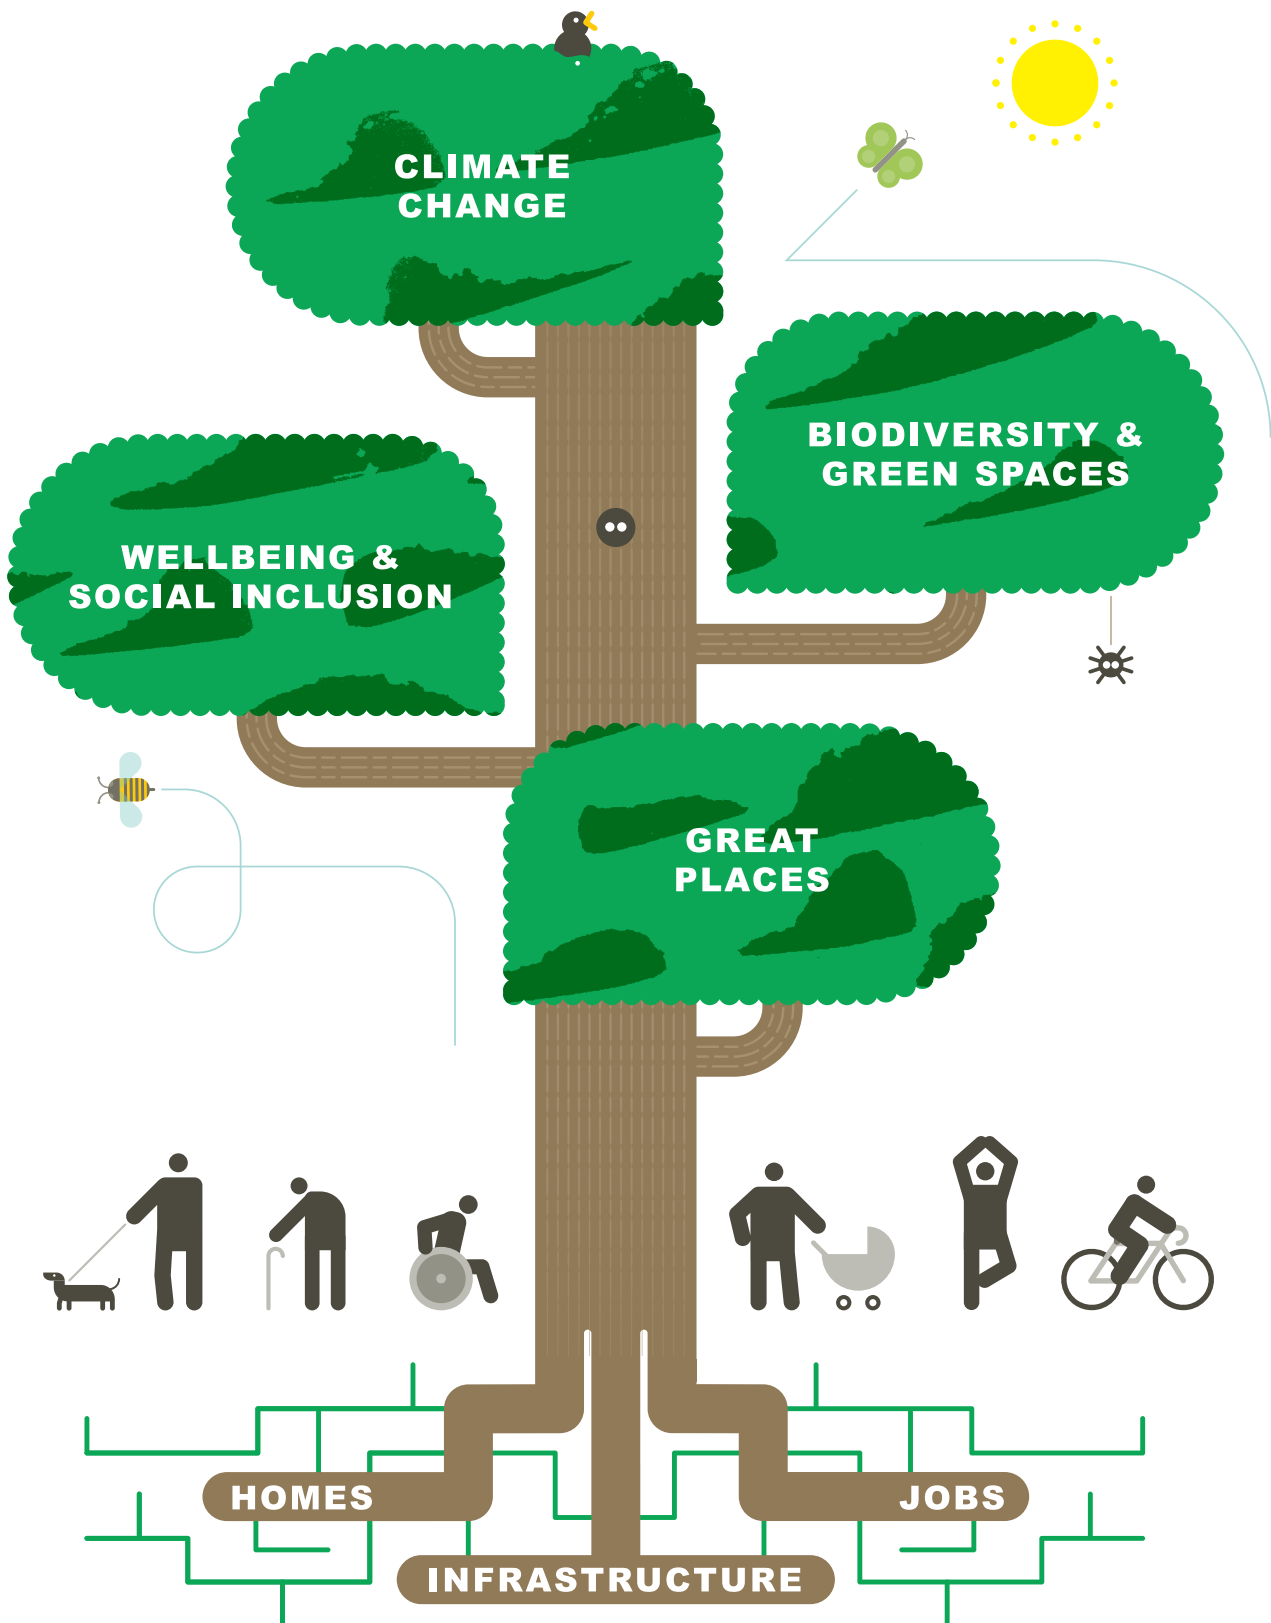 CLIMATE
CHANGE
BIODIVERSITY &
GREEN SPACES
WELLBEING &
SOCIAL INCLUSION
GREAT
PLACES
HOMES
JOBS
INFRASTRUCTURE